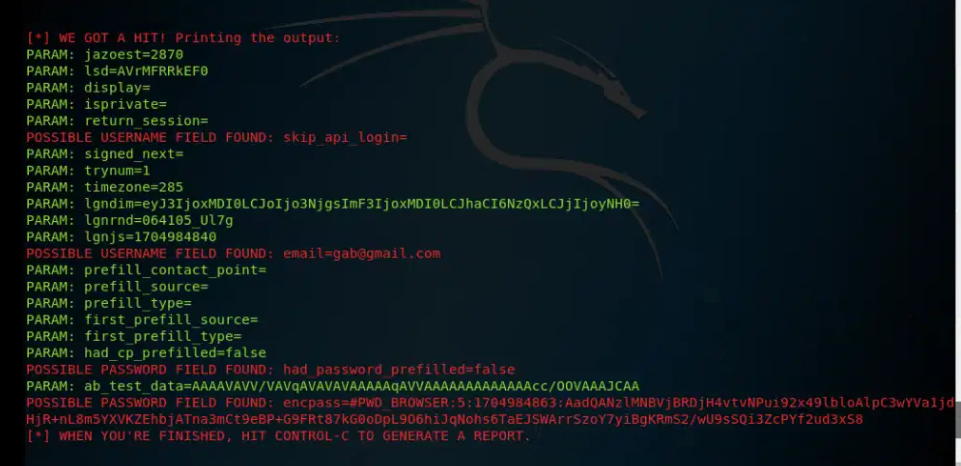 [*] WE GOT A HIT! Printing the output:
PARAM: jazoest=2870
PARAM: lsd=AVrMFRRkEF0
PARAM: display=
PARAM: isprivate=
PARAM: return_session=
POSSIBLE USERNAME FIELD FOUND: skip_api_login=
PARAM: signed_next=
PARAM: trynum=1
PARAM: timezone=285
PARAM: lgndim=eyJ3IjoxMDI0LCJoIjo3NjgsImF3IjoxMDI0LCJhaCI6NzQxLCJjIjoyNH0=
PARAM: lgnrnd=064105_Ul7g
PARAM: lgnjs=1704984840
POSSIBLE USERNAME FIELD FOUND: email=gab@gmail.com
PARAM: prefill_contact_point=
PARAM: prefill_source=
PARAM: prefill_type=
PARAM: first_prefill_source=
PARAM: first_prefill_type=
PARAM: had_cp_prefilled=false
POSSIBLE PASSWORD FIELD FOUND: had_password_prefilled=false
PARAM: ab_test_data=AAAAVAVV/VAVqAVAVAVAAAAAqAVVAAAAAAAAAAAAAcc/OOVAAAJCAA
POSSIBLE PASSWORD FIELD FOUND: encpass=#PWD_BROWSER:5:1704984863:AadQANzlMNBVjBRDjH4vtvNPui92x49lbloAlpC3wYVa1jd
HjR+nL8m5YXVKZEhbjATna3mCt9eBP+G9FRt87kG0oDpL9O6hiJqNohs6TaEJSWArrSzoY7yiBgKRmS2/wU9sSQi3ZcPYf2ud3xS8
[*] WHEN YOU'RE FINISHED, HIT CONTROL-C TO GENERATE A REPORT.